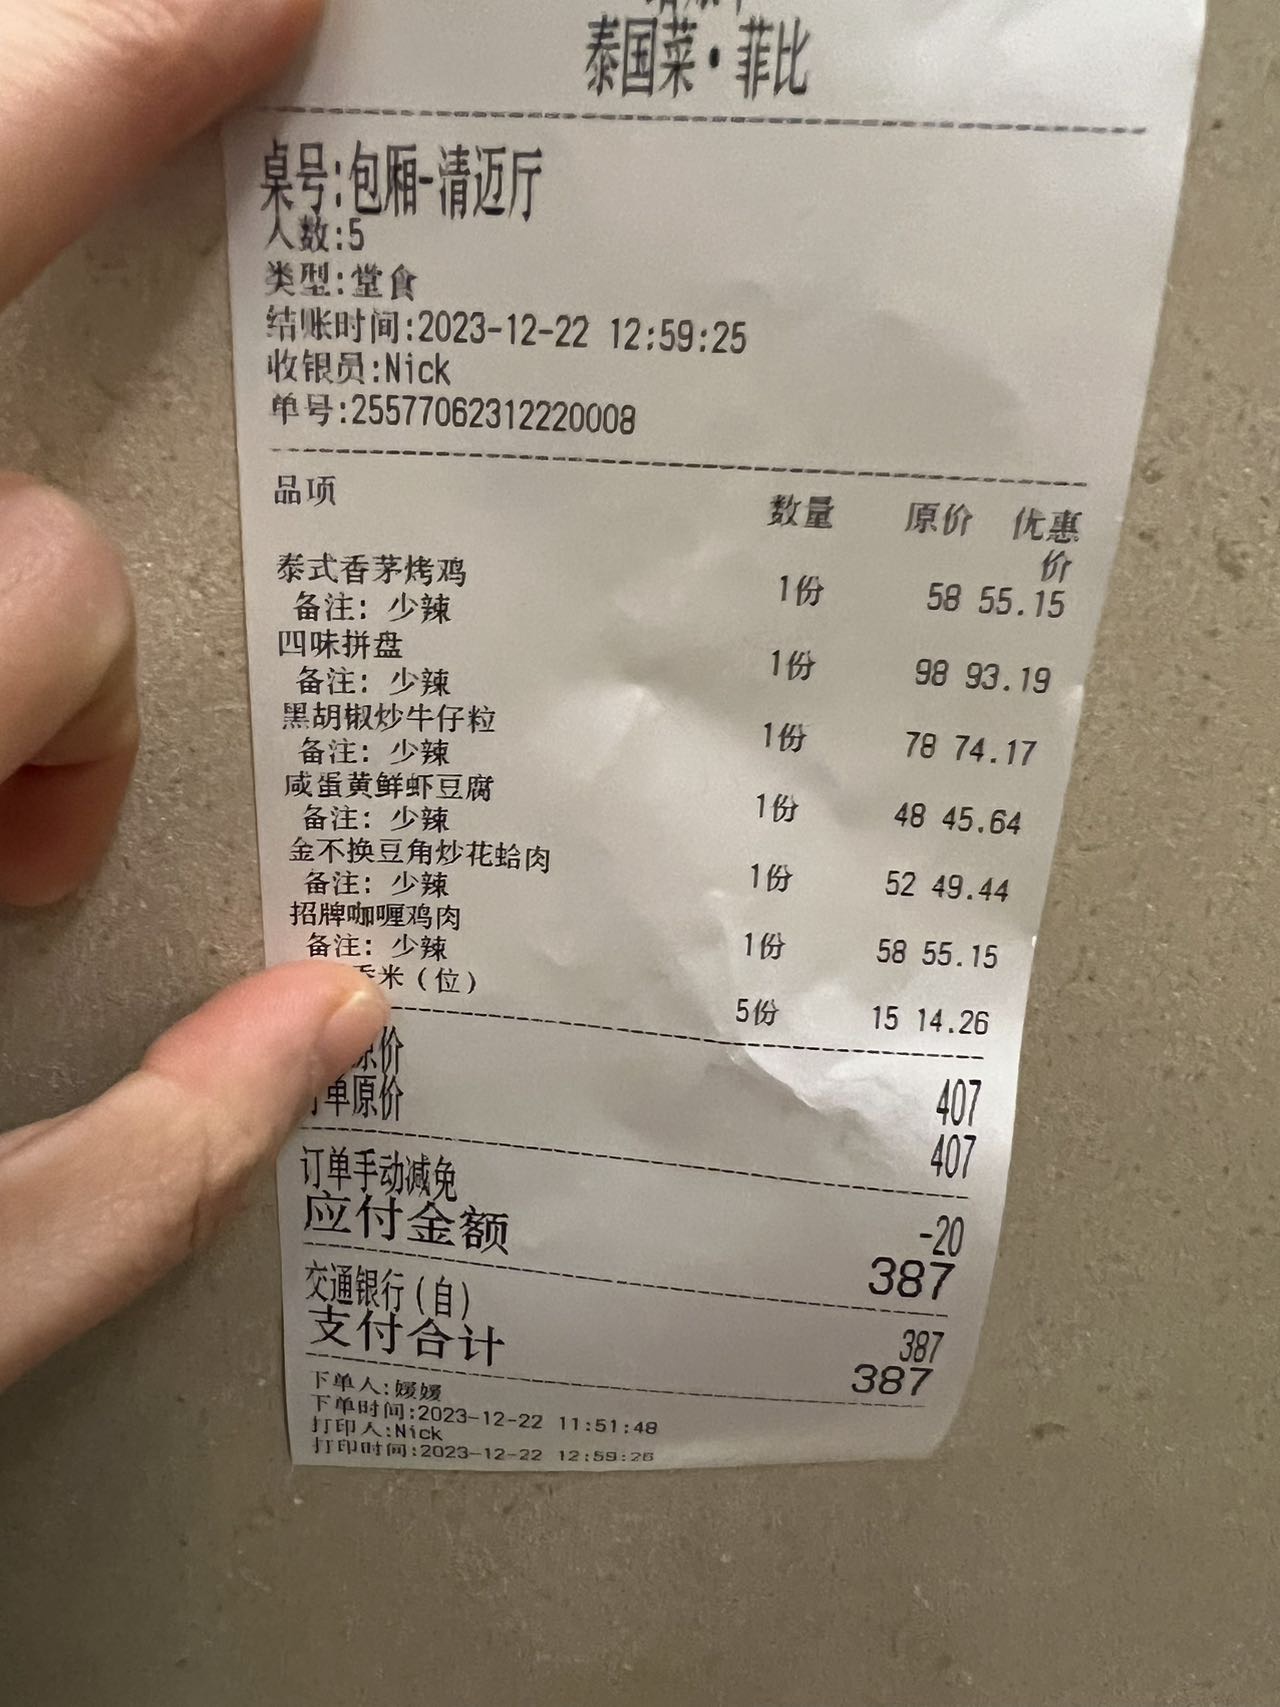 泰国菜·菲比
桌号:包厢-清迈厅
人数:5
类型:堂食
结账时间:2023-12-22 12:59:25
收银员:Nick
单号:25577062312220008
品项 数量 原价 优惠价
泰式香茅烤鸡 1份 58 55.15
备注: 少辣
四味拼盘 1份 98 93.19
备注: 少辣
黑胡椒炒牛仔粒 1份 78 74.17
备注: 少辣
咸蛋黄鲜虾豆腐 1份 48 45.64
备注: 少辣
金不换豆角炒花蛤肉 1份 52 49.44
备注: 少辣
招牌咖喱鸡肉 1份 58 55.15
备注: 少辣
香米(位) 5份 15 14.26
原价 407
单原价 407
订单手动减免 -20
应付金额 387
交通银行(自) 387
支付合计 387
下单人:媛媛
下单时间:2023-12-22 11:51:48
打印人:Nick
打印时间:2023-12-22 12:59:26